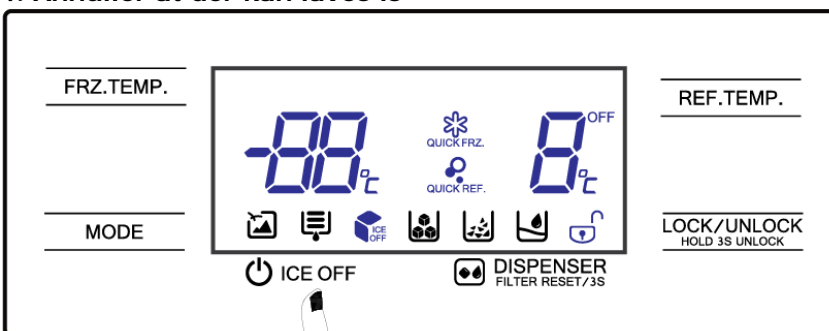 FRZ.TEMP.
REF.TEMP.
-88°C
QUICK FRZ.
QUICK REF.
8°C
OFF
MODE
ICE
OFF
LOCK/UNLOCK
HOLD 3S UNLOCK
ICE OFF
DISPENSER
FILTER RESET/3S